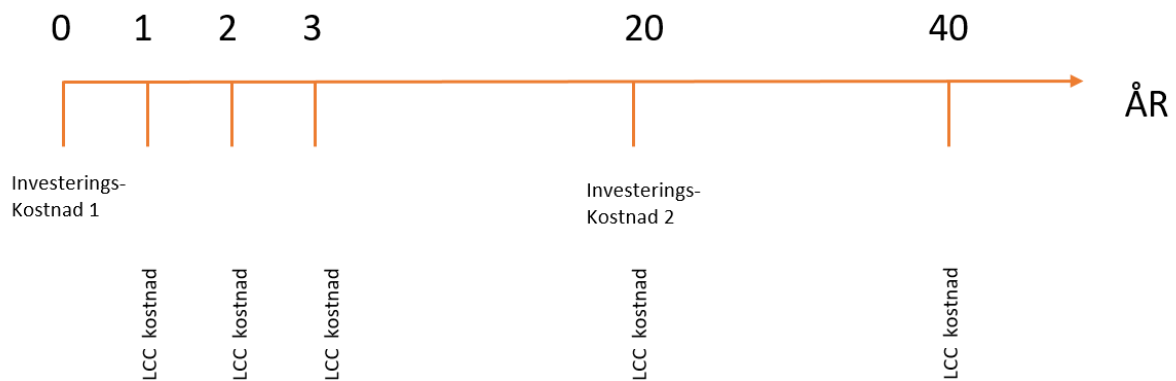 0 1 2 3 20 40
ÅR
Investerings-
Kostnad 1
Investerings-
Kostnad 2
LCC kostnad
LCC kostnad
LCC kostnad
LCC kostnad
LCC kostnad